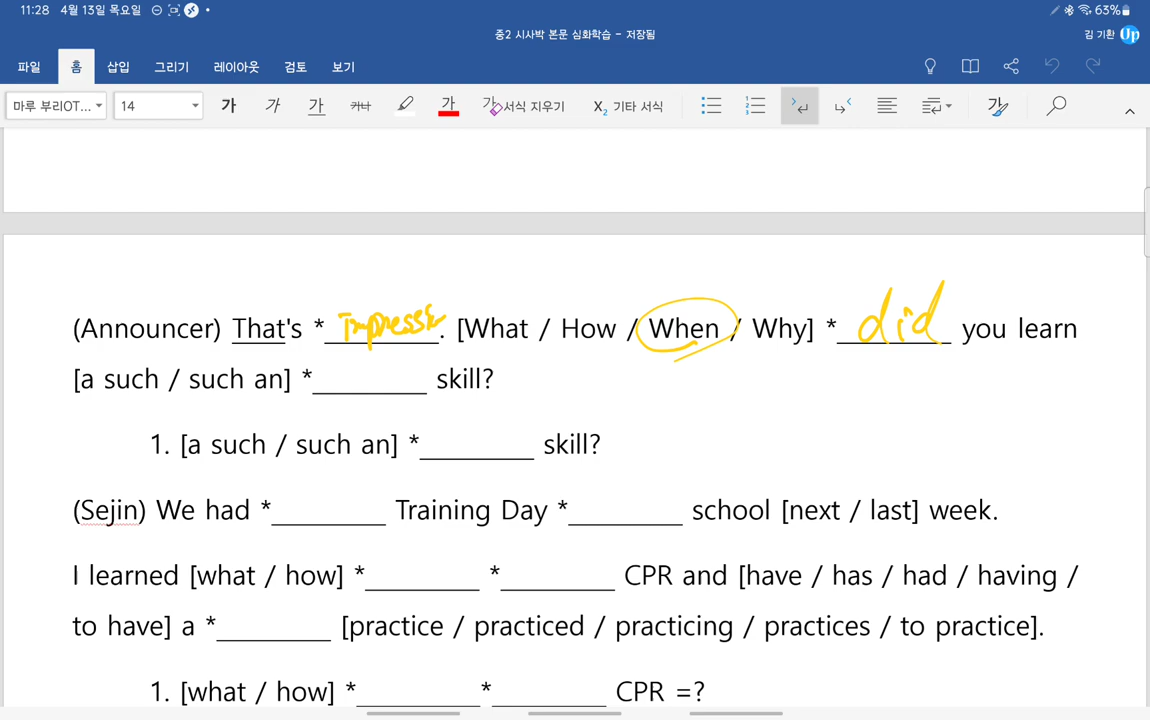 11:28 4월 13일 목요일 63%
중2 시사박 본문 심화학습 – 저장됨
김 기환 Up
파일 홈 삽입 그리기 레이아웃 검토 보기
마루 부리OT... 14 가 가 가 가나 가 가 서식 지우기 X₂ 기타 서식 가
(Announcer) That's *________. [What / How / When / Why] * did you learn
[a such / such an] *________ skill?
1. [a such / such an] *________ skill?
(Sejin) We had *________ Training Day *________ school [next / last] week.
I learned [what / how] *________ *________ CPR and [have / has / had / having /
to have] a *________ [practice / practiced / practicing / practices / to practice].
1. [what / how] *________ *________ CPR =?